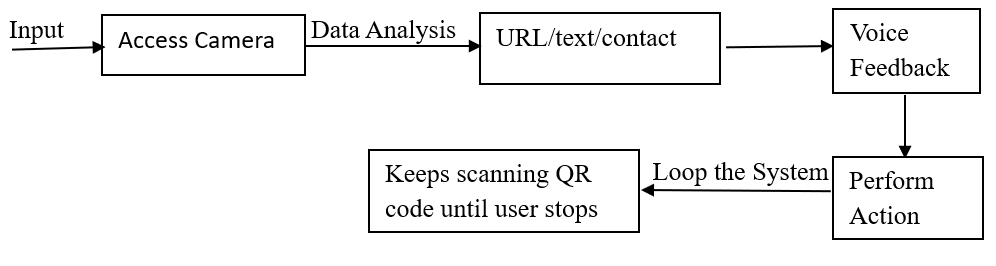 Input
Access Camera
Data Analysis
URL/text/contact
Voice
Feedback
Perform
Action
Loop the System
Keeps scanning QR
code until user stops